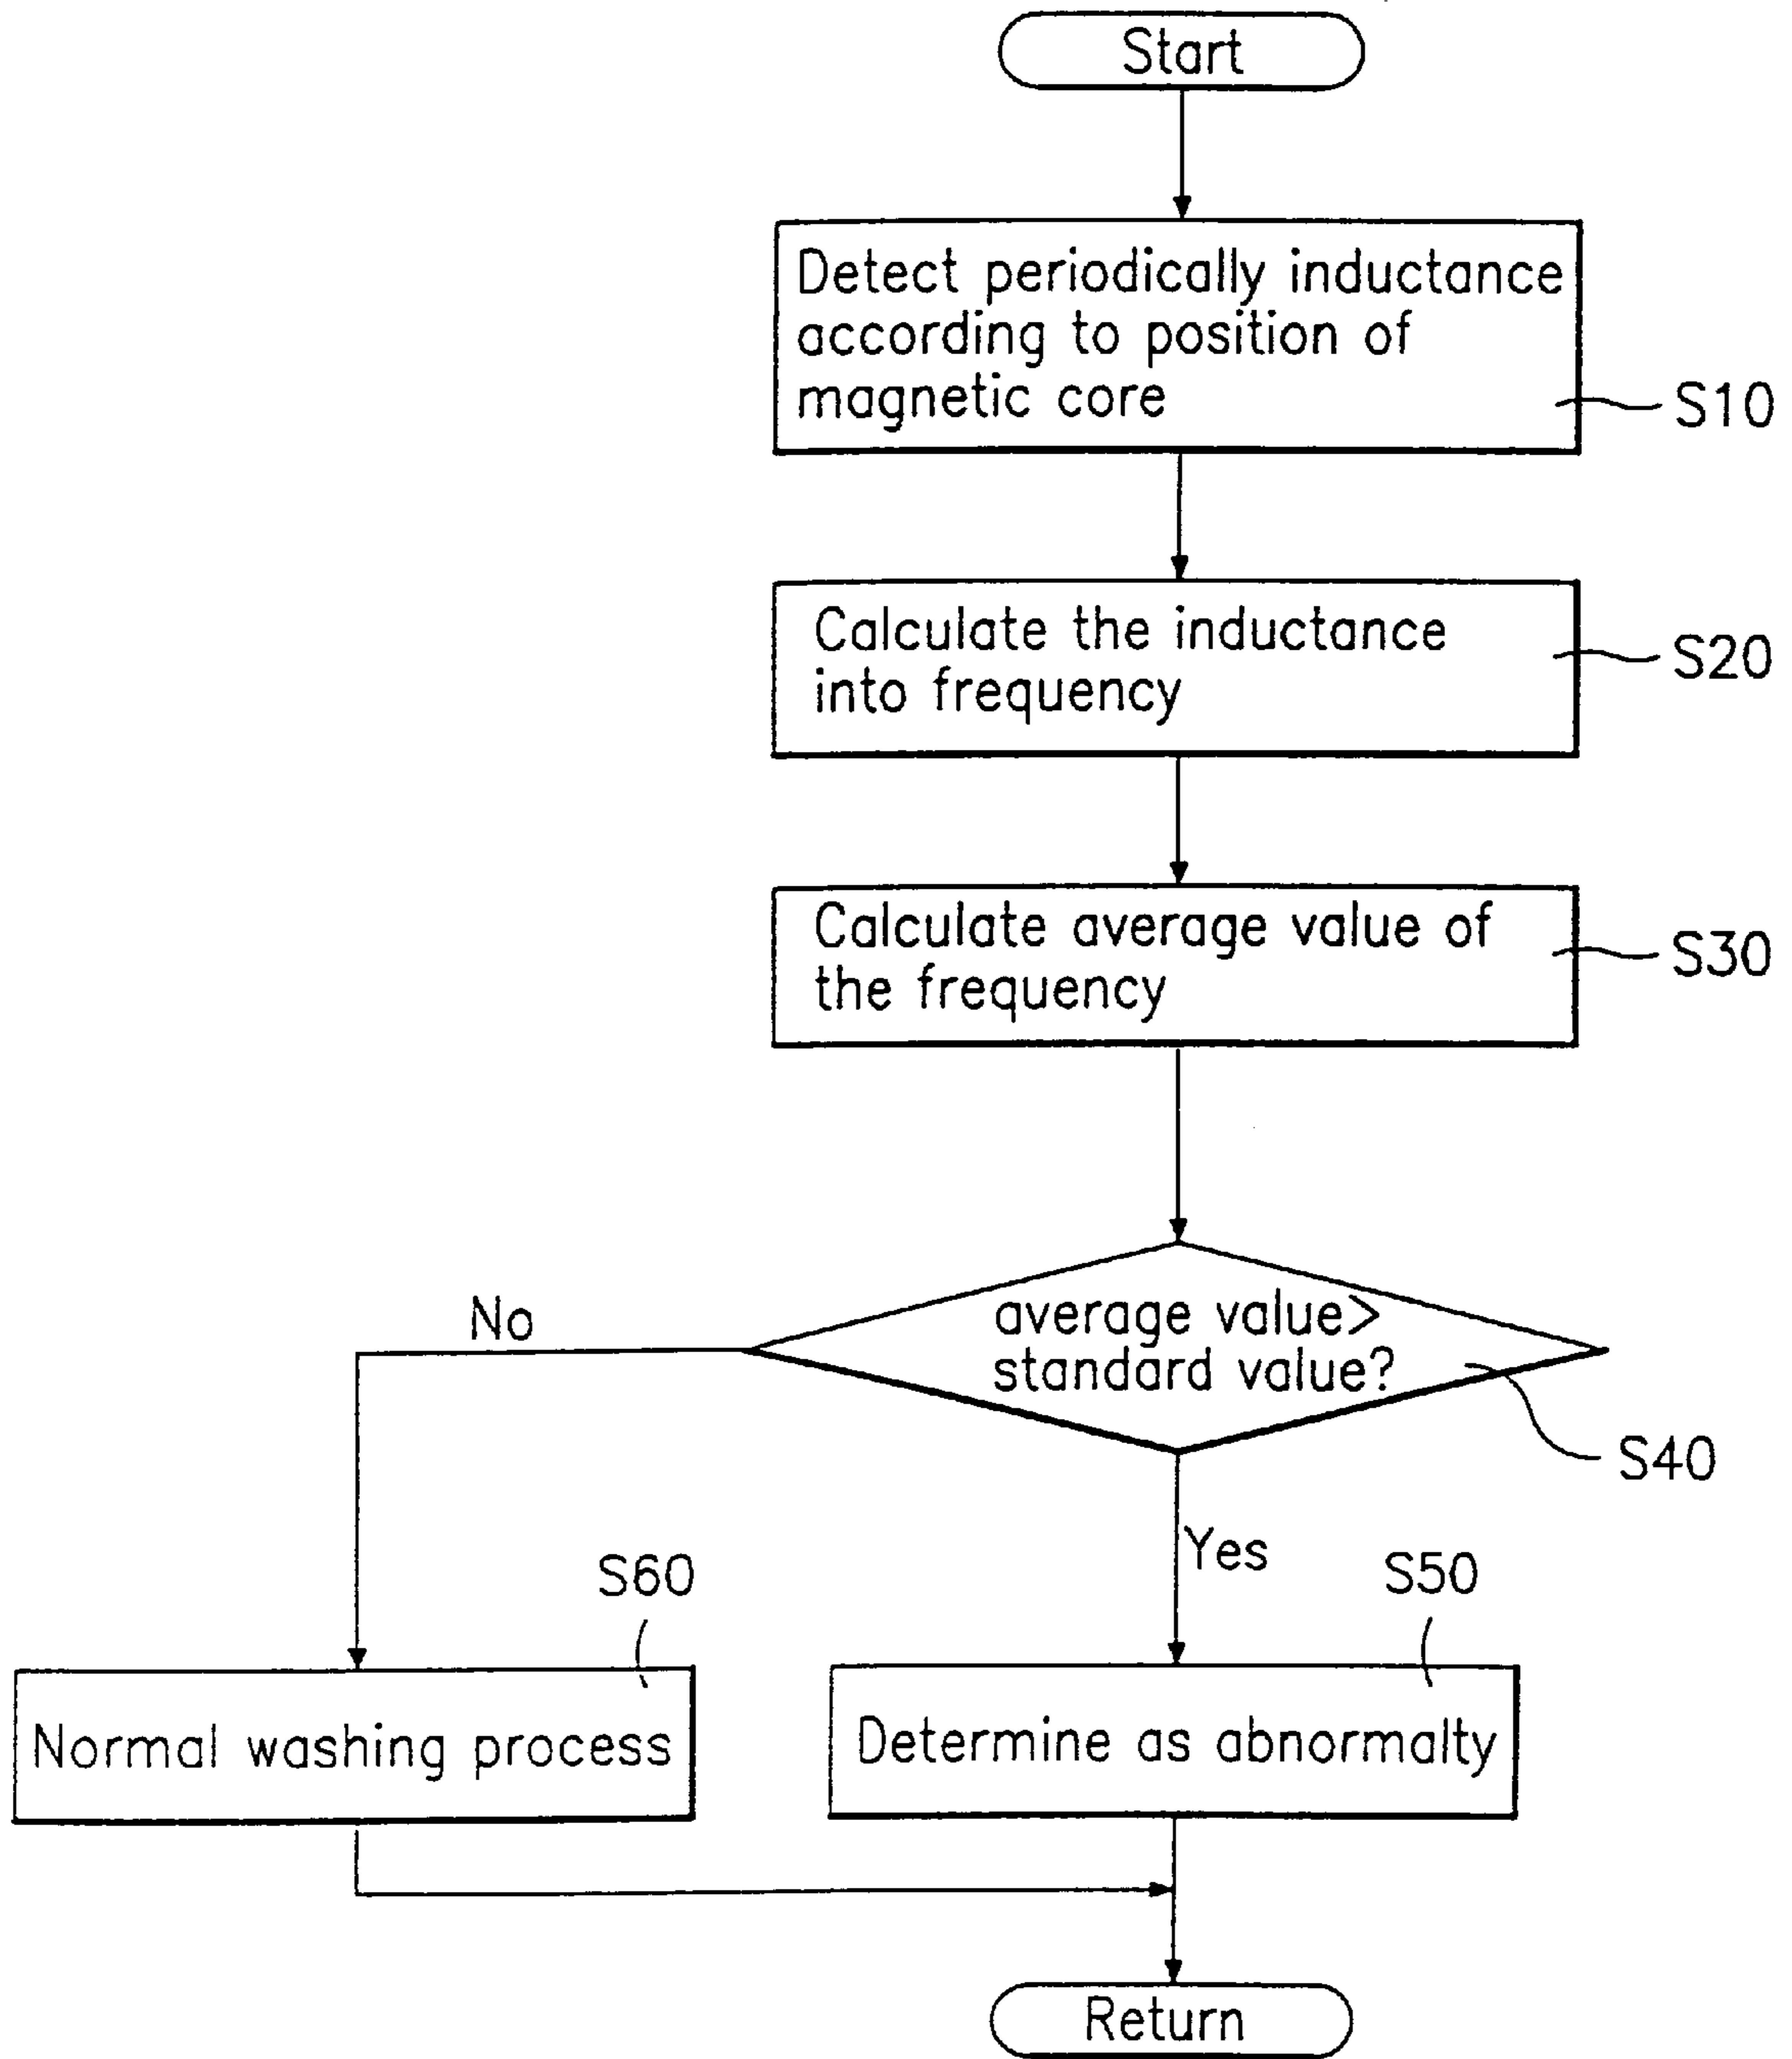 Start
Detect periodically inductance
according to position of
magnetic core
S10
Calculate the inductance
into frequency
S20
Calculate average value of
the frequency
S30
average value>
standard value?
S40
No
Yes
S60
S50
Normal washing process
Determine as abnormalty
Return